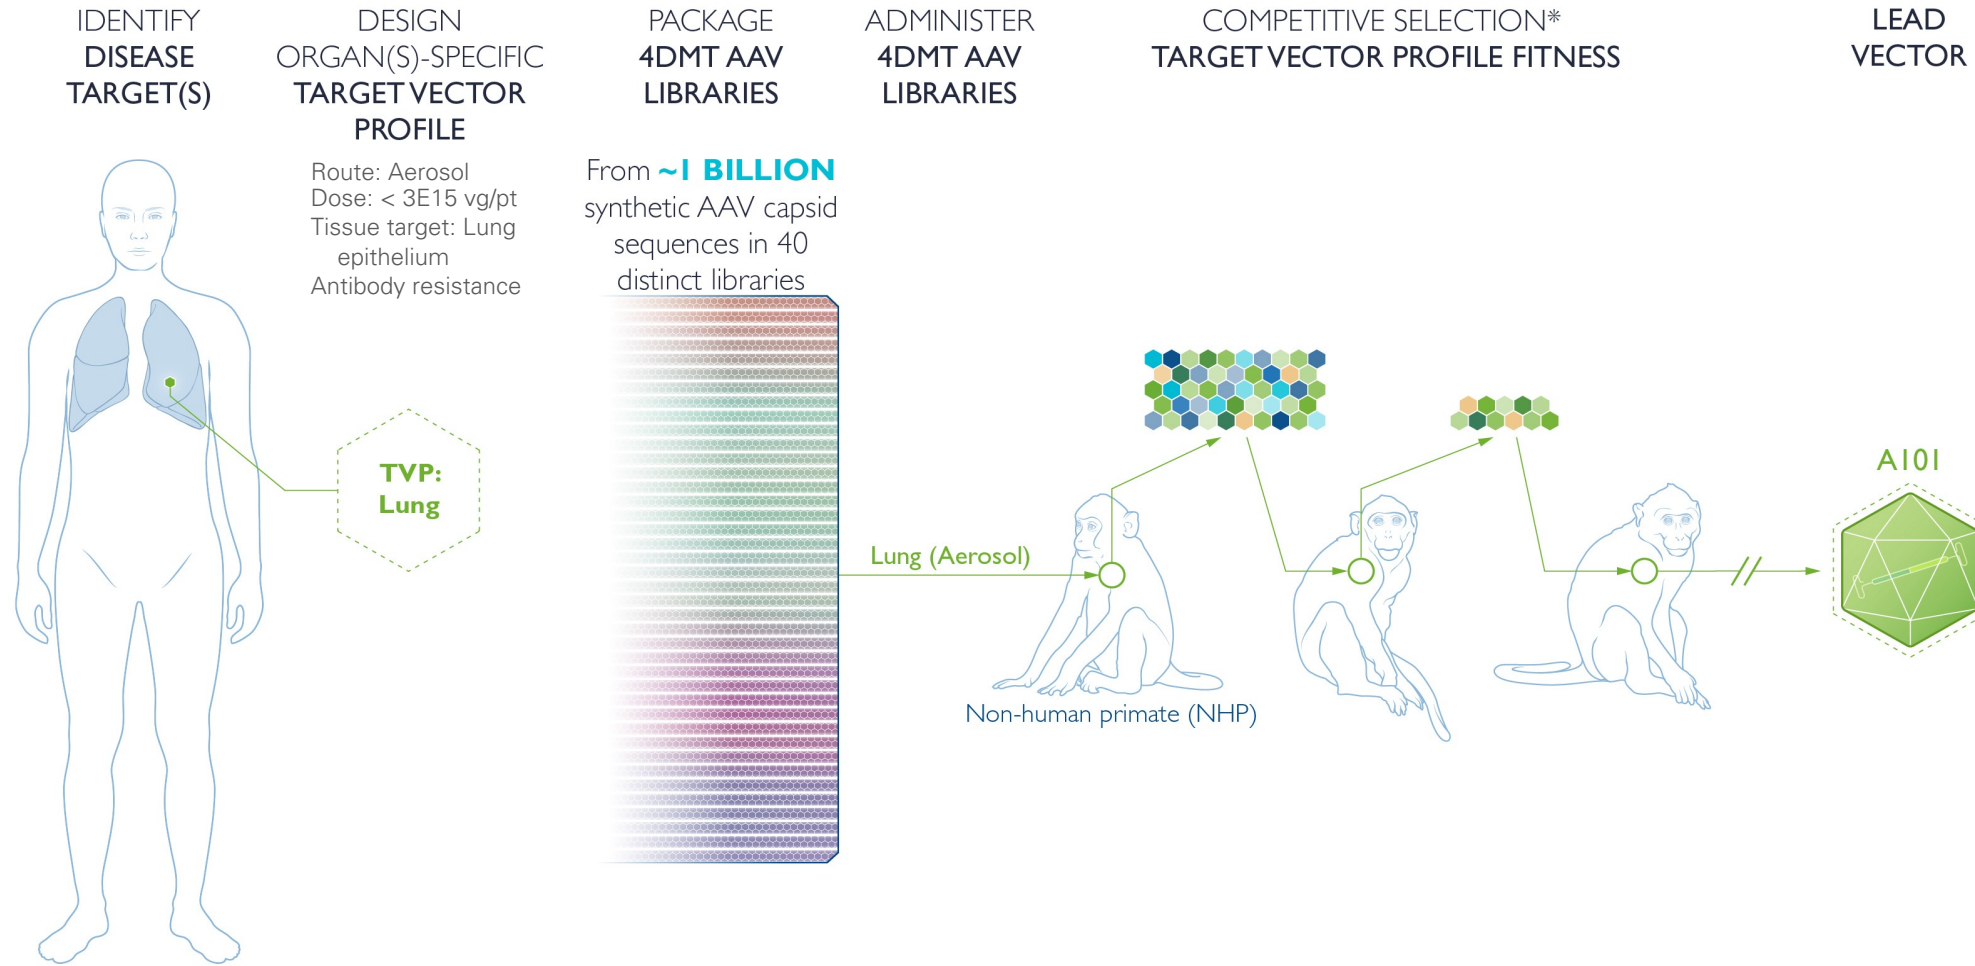 IDENTIFY
DISEASE
TARGET(S)
DESIGN
ORGAN(S)-SPECIFIC
TARGET VECTOR
PROFILE
Route: Aerosol
Dose: < 3E15 vg/pt
Tissue target: Lung
epithelium
Antibody resistance
TVP:
Lung
PACKAGE
4DMT AAV
LIBRARIES
From ~1 BILLION
synthetic AAV capsid
sequences in 40
distinct libraries
ADMINISTER
4DMT AAV
LIBRARIES
Lung (Aerosol)
COMPETITIVE SELECTION*
TARGET VECTOR PROFILE FITNESS
Non-human primate (NHP)
LEAD
VECTOR
A101